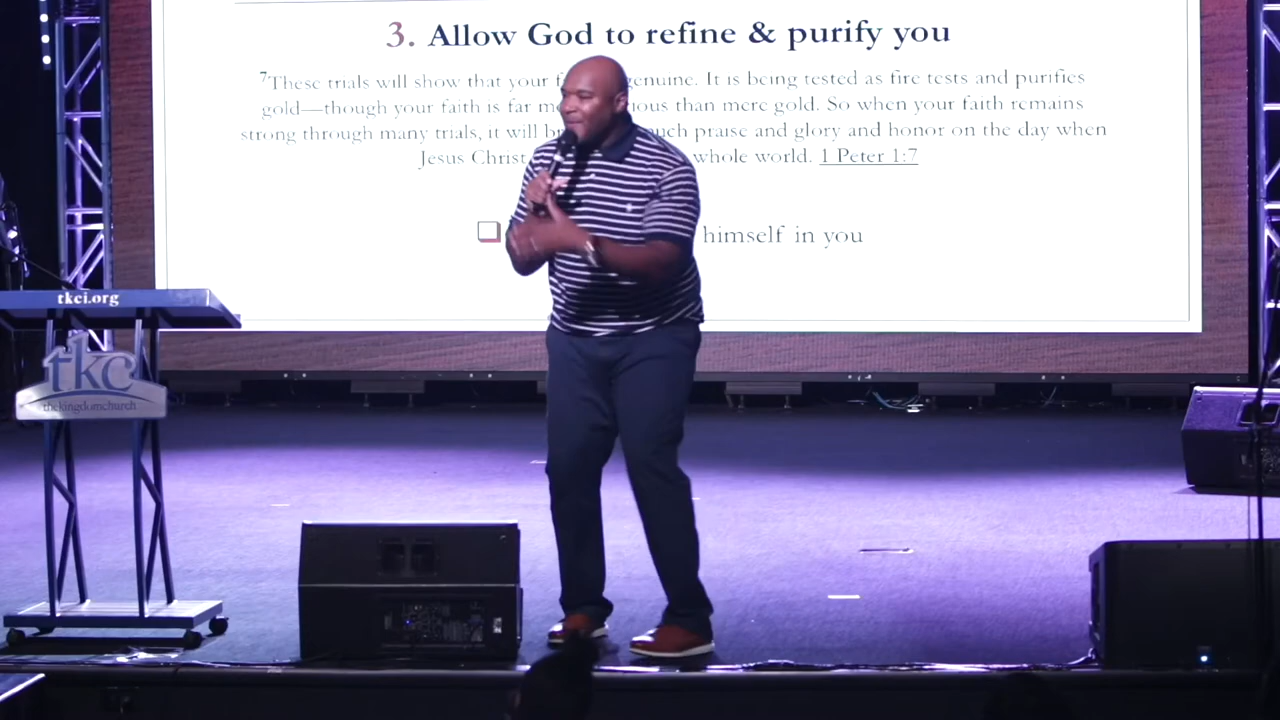 3. Allow God to refine & purify you
7These trials will show that your genuine. It is being tested as fire tests and purifies
gold—though your faith is far than mere gold. So when your faith remains
strong through many trials, it will much praise and glory and honor on the day when
Jesus Christ whole world. 1 Peter 1:7
himself in you
tkci.org
tkc
thekingdomchurch